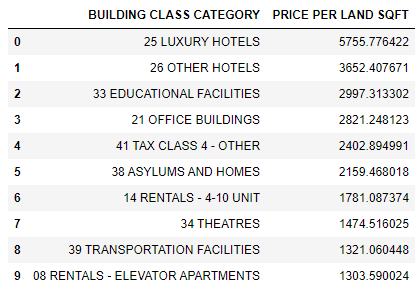 BUILDING CLASS CATEGORY PRICE PER LAND SQFT
0 25 LUXURY HOTELS 5755.776422
1 26 OTHER HOTELS 3652.407671
2 33 EDUCATIONAL FACILITIES 2997.313302
3 21 OFFICE BUILDINGS 2821.248123
4 41 TAX CLASS 4 - OTHER 2402.894991
5 38 ASYLUMS AND HOMES 2159.468018
6 14 RENTALS - 4-10 UNIT 1781.087374
7 34 THEATRES 1474.516025
8 39 TRANSPORTATION FACILITIES 1321.060448
9 08 RENTALS - ELEVATOR APARTMENTS 1303.590024